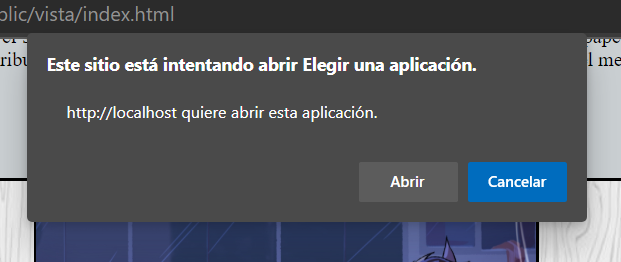 blic/vista/index.html
Este sitio está intentando abrir Elegir una aplicación.
http://localhost quiere abrir esta aplicación.
Abrir
Cancelar